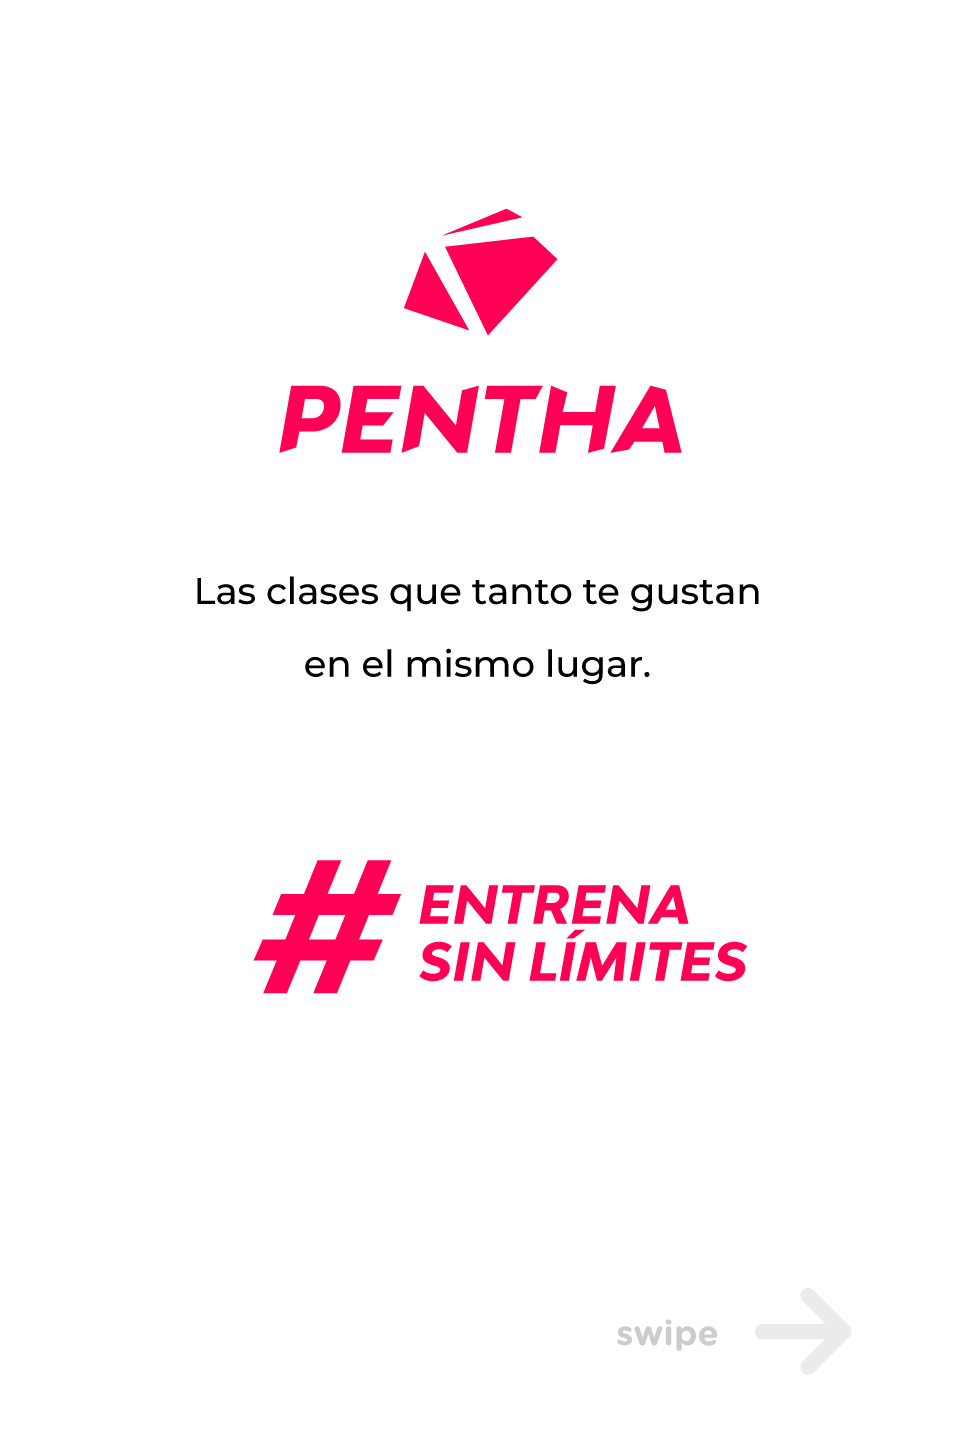 PENTHA
Las clases que tanto te gustan
en el mismo lugar.
# ENTRENA
SIN LÍMITES
swipe